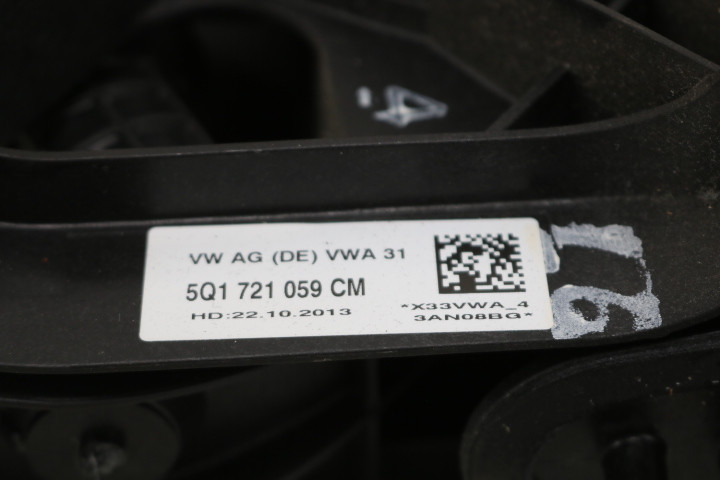 VW AG (DE) VWA 31
5Q1 721 059 CM
HD:22.10.2013
*X33VWA_4
3AN08BG*